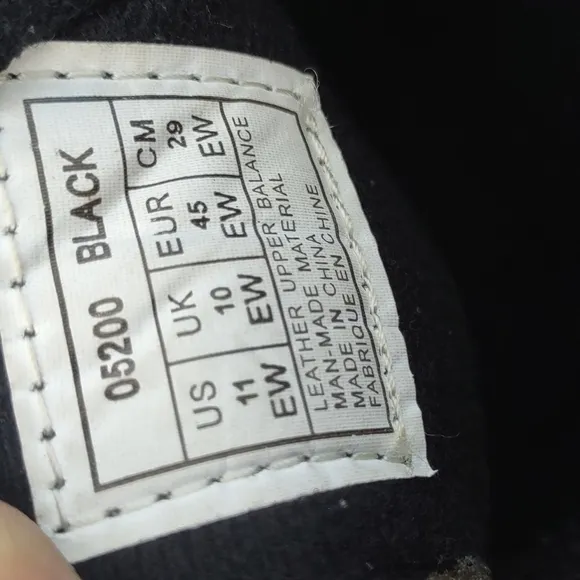 05200 BLACK
US UK EUR CM
11 10 45 29
EW EW EW EW
LEATHER UPPER BALANCE
MAN-MADE MATERIAL
MADE IN CHINA
FABRIQUE EN CHINE